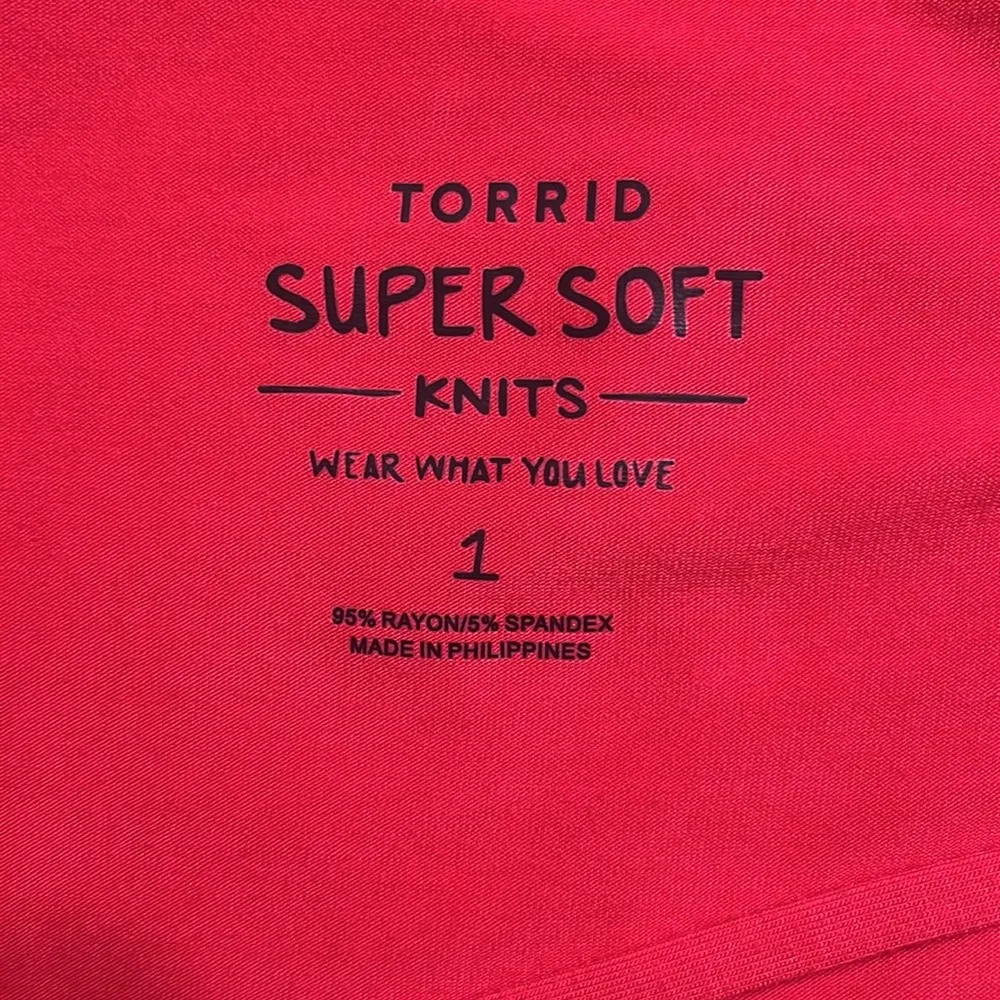 TORRID
SUPER SOFT
KNITS
WEAR WHAT YOU LOVE
1
95% RAYON/5% SPANDEX
MADE IN PHILIPPINES